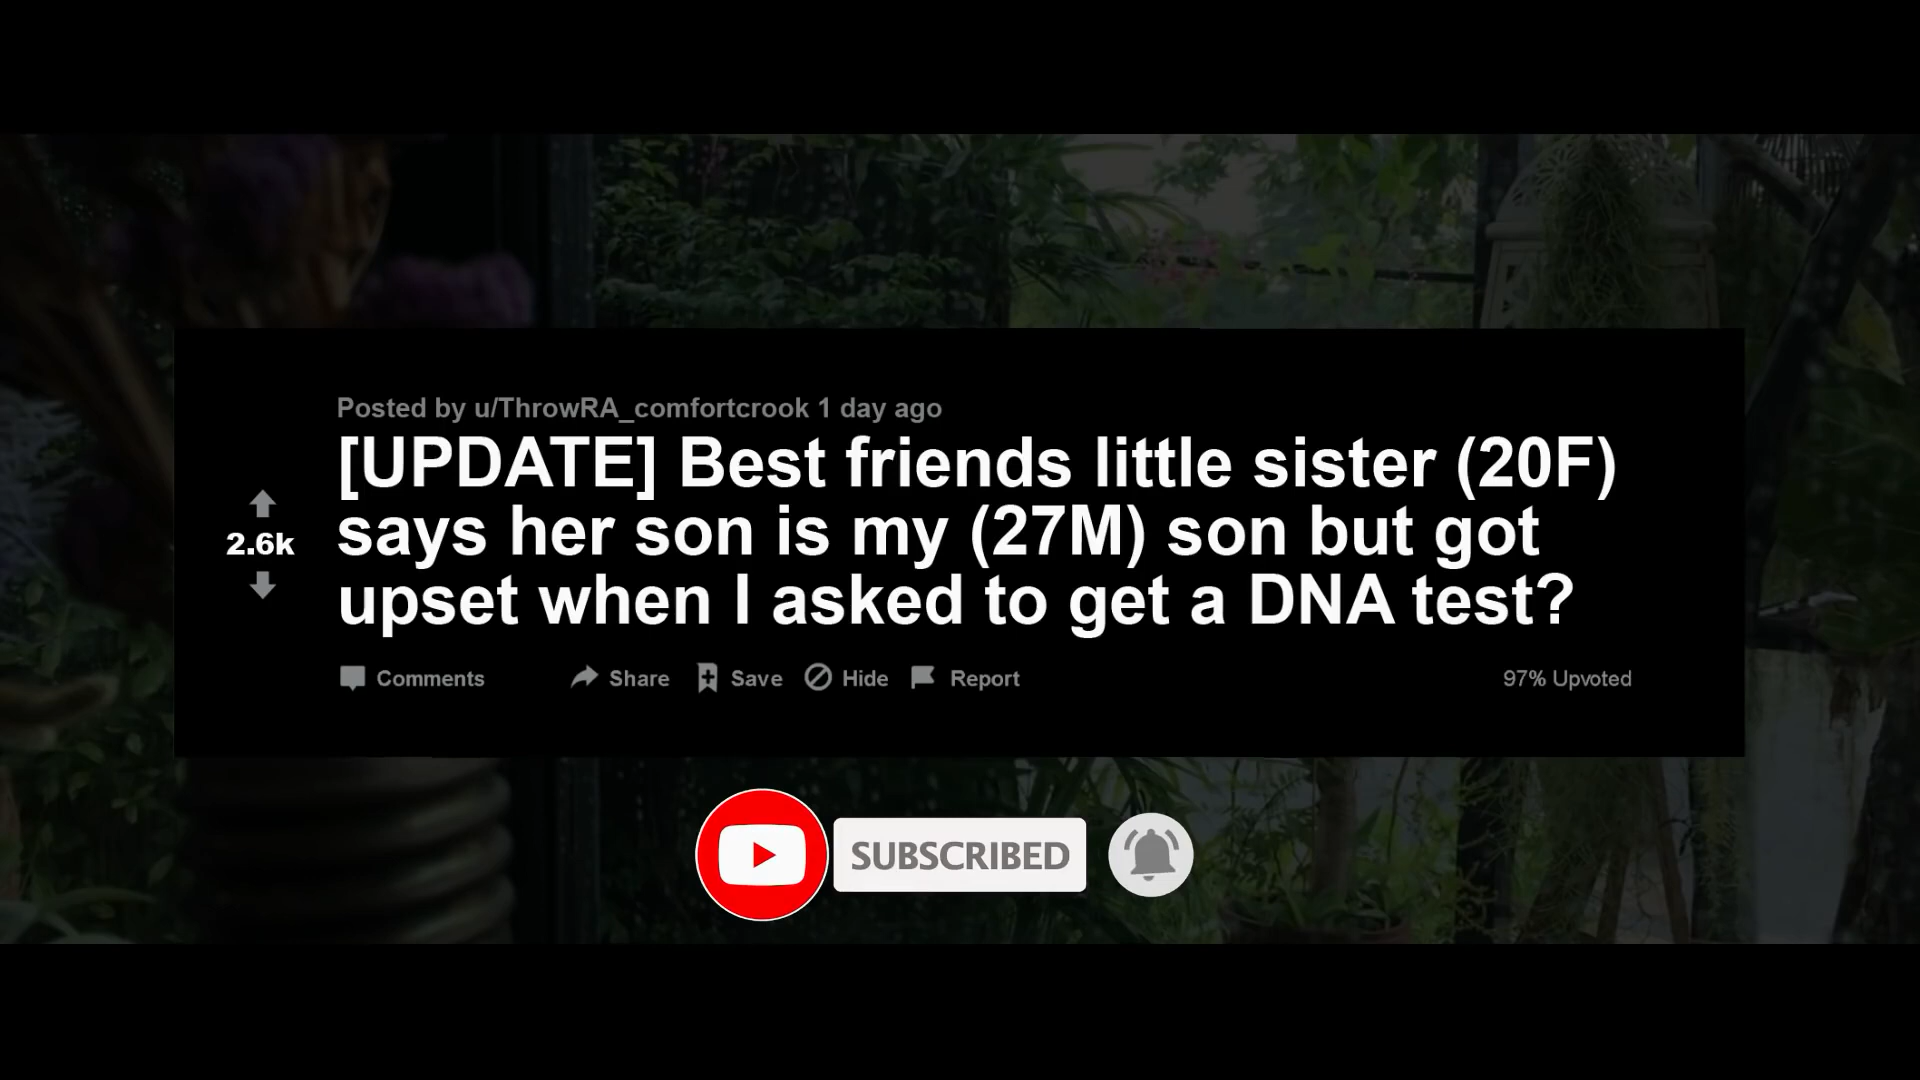 Posted by u/ThrowRA_comfortcrook 1 day ago
[UPDATE] Best friends little sister (20F)
says her son is my (27M) son but got
upset when I asked to get a DNA test?
2.6k
Comments Share Save Hide Report 97% Upvoted
SUBSCRIBED